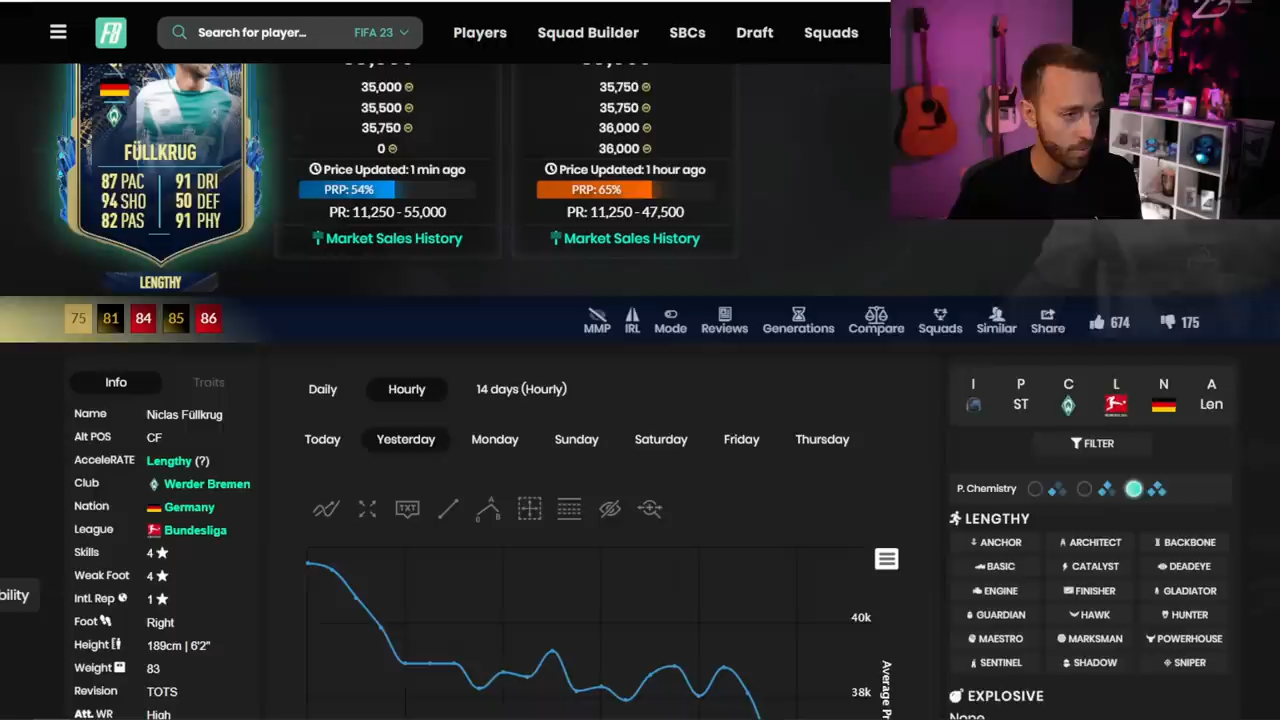 FB
Search for player...
FIFA 23
Players
Squad Builder
SBCs
Draft
Squads
35,000
35,500
35,750
0
Price Updated: 1 min ago
PRP: 54%
PR: 11,250 - 55,000
Market Sales History
35,750
35,750
36,000
36,000
Price Updated: 1 hour ago
PRP: 65%
PR: 11,250 - 47,500
Market Sales History
FÜLLKRUG
87 PAC 91 DRI
94 SHO 50 DEF
82 PAS 91 PHY
LENGTHY
75 81 84 85 86
MMP
IRL
Mode
Reviews
Generations
Compare
Squads
Similar
Share
674
175
Info
Traits
Name Niclas Füllkrug
Alt POS CF
AcceleRATE Lengthy (?)
Club Werder Bremen
Nation Germany
League Bundesliga
Skills 4
Weak Foot 4
Intl. Rep 1
Foot Right
Height 189cm | 6'2"
Weight 83
Revision TOTS
Att. WR High
bility
Daily
Hourly
14 days (Hourly)
Today
Yesterday
Monday
Sunday
Saturday
Friday
Thursday
TXT
A
B
40k
38k
Average Pr
I P C L N A
ST Len
FILTER
P. Chemistry
LENGTHY
ANCHOR ARCHITECT BACKBONE
BASIC CATALYST DEADEYE
ENGINE FINISHER GLADIATOR
GUARDIAN HAWK HUNTER
MAESTRO MARKSMAN POWERHOUSE
SENTINEL SHADOW SNIPER
EXPLOSIVE
None